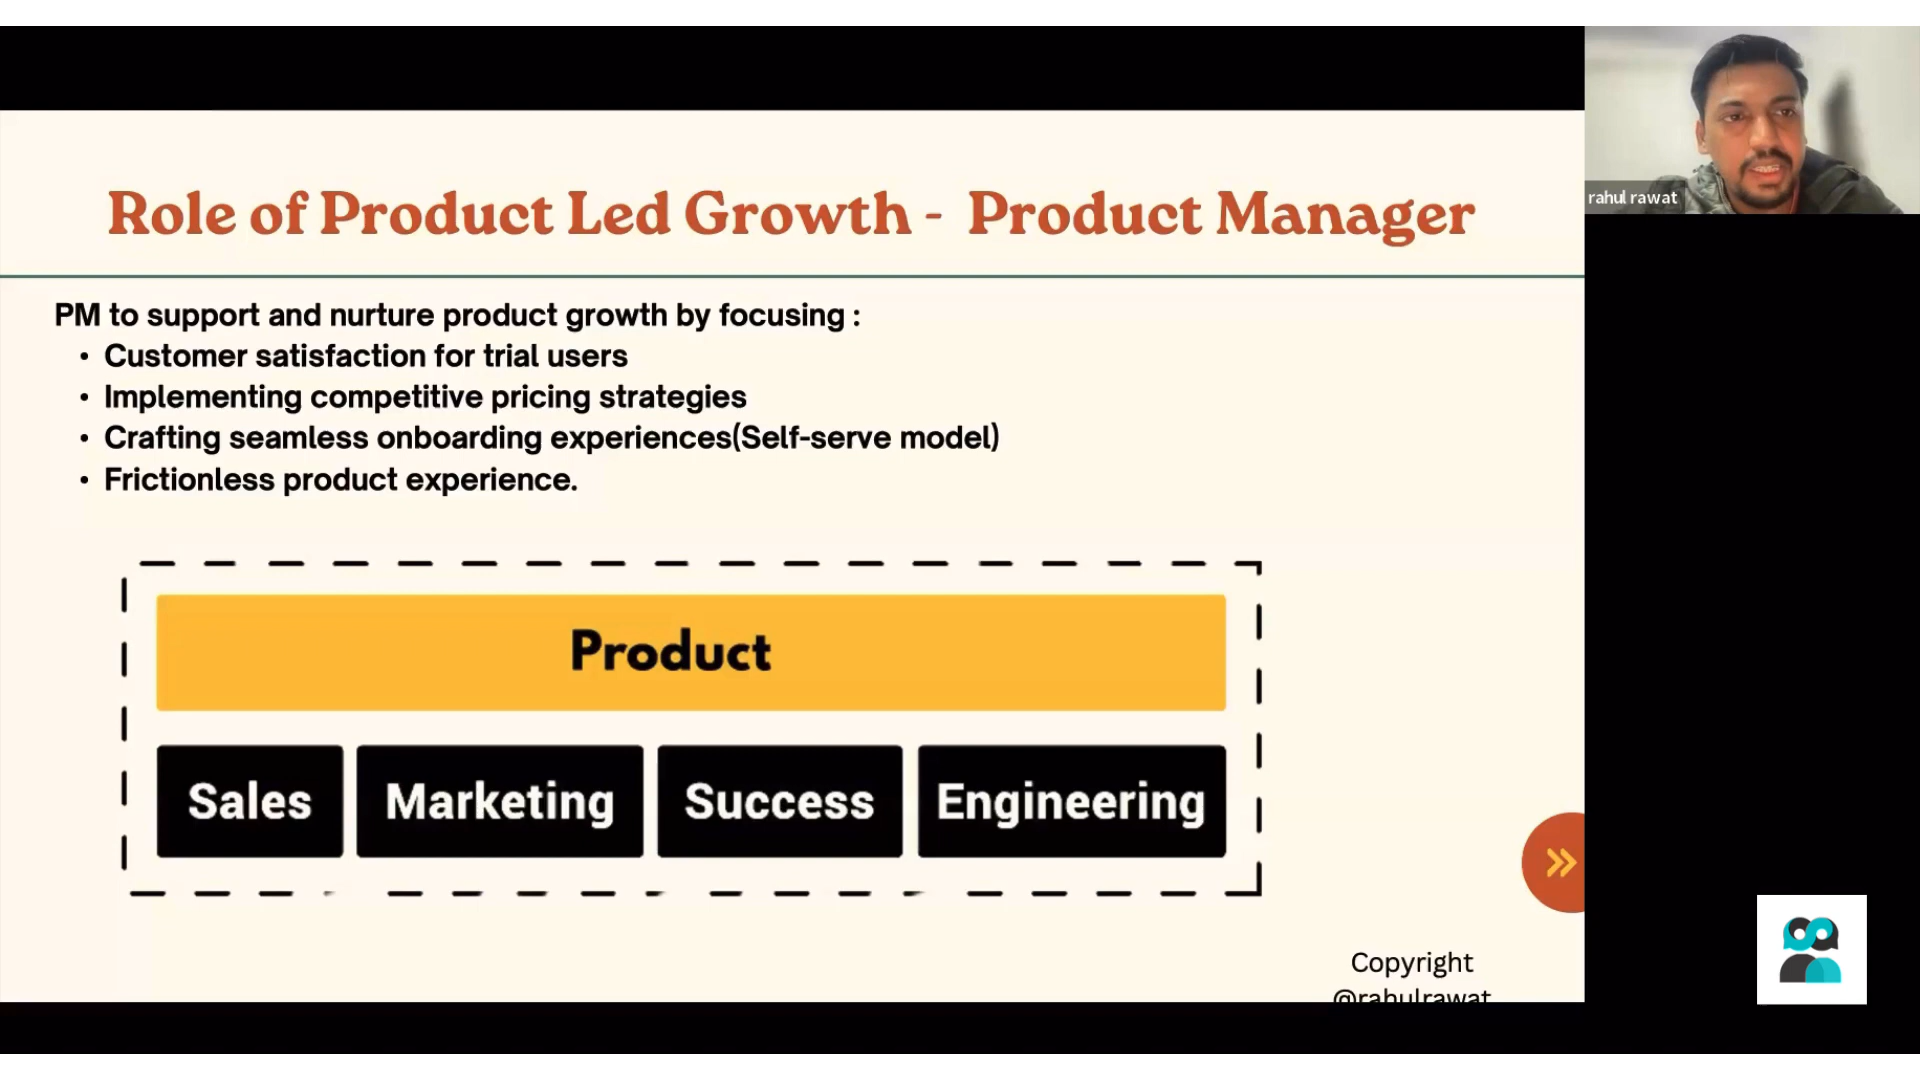 Role of Product Led Growth - Product Manager
PM to support and nurture product growth by focusing :
• Customer satisfaction for trial users
• Implementing competitive pricing strategies
• Crafting seamless onboarding experiences(Self-serve model)
• Frictionless product experience.
Product
Sales Marketing Success Engineering
Copyright
@rahulrawat
rahul rawat